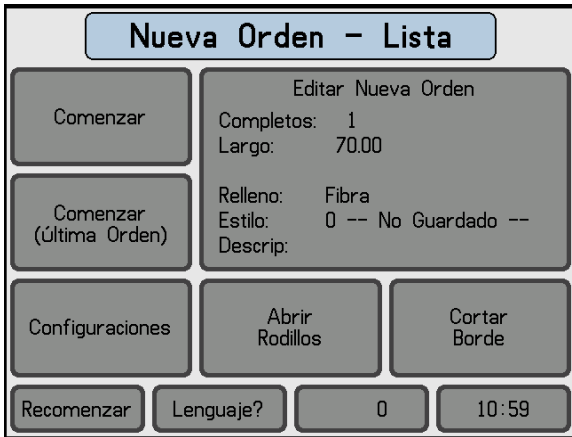 Nueva Orden - Lista
Comenzar
Editar Nueva Orden
Completos: 1
Largo: 70.00
Comenzar
(última Orden)
Relleno: Fibra
Estilo: 0 -- No Guardado --
Descrip:
Configuraciones
Abrir
Rodillos
Cortar
Borde
Recomenzar
Lenguaje?
0
10:59